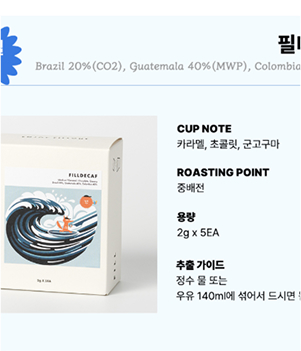 필
Brazil 20%(CO2), Guatemala 40%(MWP), Colombia
CUP NOTE
카라멜, 초콜릿, 군고구마
ROASTING POINT
중배전
용량
2g x 5EA
추출 가이드
정수 물 또는
우유 140ml에 섞어서 드시면
FILLDECAF
2g X 5EA